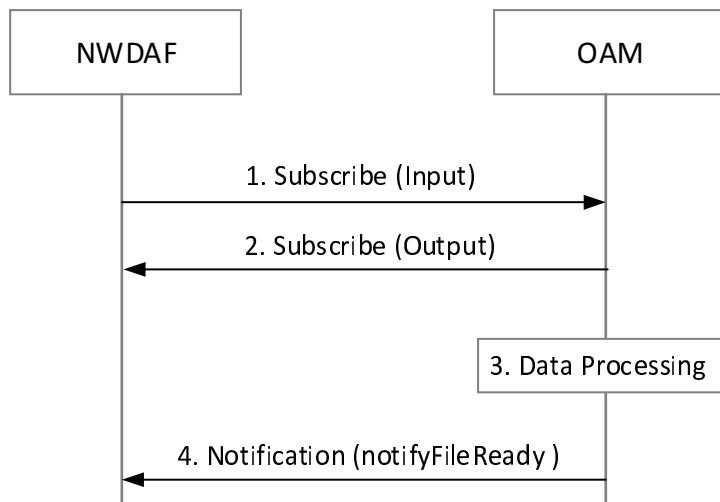 NWDAF
OAM
1. Subscribe (Input)
2. Subscribe (Output)
3. Data Processing
4. Notification (notifyFileReady )